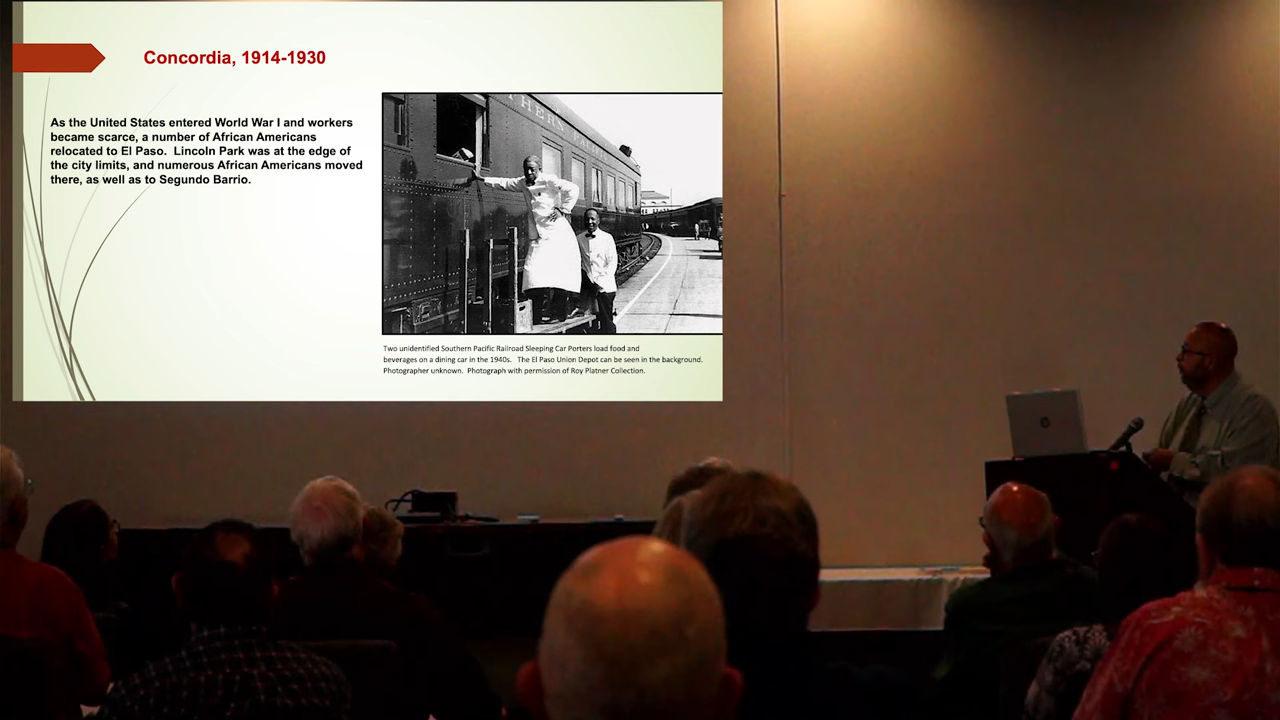 Concordia, 1914-1930
As the United States entered World War I and workers
became scarce, a number of African Americans
relocated to El Paso.  Lincoln Park was at the edge of
the city limits, and numerous African Americans moved
there, as well as to Segundo Barrio.
Two unidentified Southern Pacific Railroad Sleeping Car Porters load food and
beverages on a dining car in the 1940s.   The El Paso Union Depot can be seen in the background.
Photographer unknown.  Photograph with permission of Roy Platner Collection.